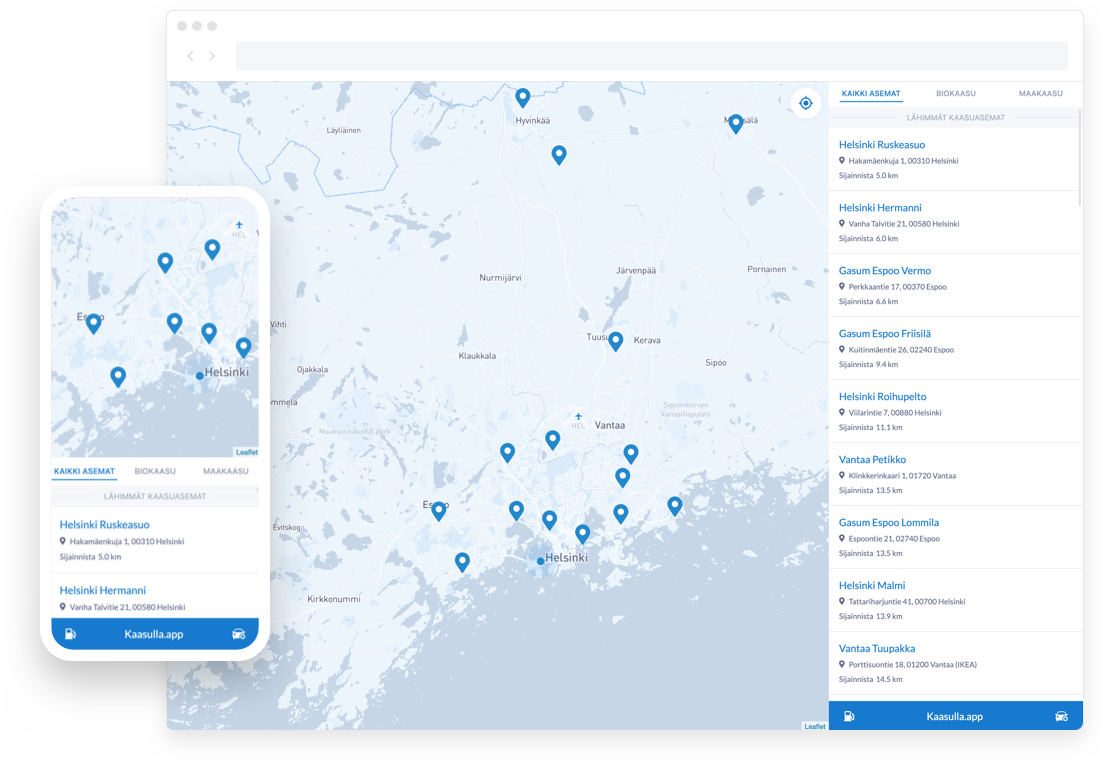 KAIKKI ASEMAT
BIOKAASU
MAAKAASU
LÄHIMMÄT KAASUASEMAT
Helsinki Ruskeasuo
Hakamäenkuja 1, 00310 Helsinki
Sijainnista 5.0 km
Helsinki Hermanni
Vanha Talvitie 21, 00580 Helsinki
Sijainnista 6.0 km
Gasum Espoo Vermo
Perkkaantie 17, 00370 Espoo
Sijainnista 6.6 km
Gasum Espoo Friisilä
Kuitinmäentie 26, 02240 Espoo
Sijainnista 9.4 km
Helsinki Roihupelto
Viilarintie 7, 00880 Helsinki
Sijainnista 11.1 km
Vantaa Petikko
Klinkkerinkaari 1, 01720 Vantaa
Sijainnista 13.5 km
Gasum Espoo Lommila
Espoontie 21, 02740 Espoo
Sijainnista 13.5 km
Helsinki Malmi
Tattariharjuntie 41, 00700 Helsinki
Sijainnista 13.9 km
Vantaa Tuupakka
Porttisuontie 18, 01200 Vantaa (IKEA)
Sijainnista 14.5 km
Kaasulla.app
Hyvinkää
Läyliäinen
Nurmijärvi
Järvenpää
Pornainen
Vihti
Kerava
Klaukkala
Sipoo
Ojakkala
Sipoonkorven
kansallispuisto
HEL
Vantaa
Nuuksio national park
Evitskog
Helsinki
Kirkkonummi
Leaflet
HEL
Helsinki
Leaflet
KAIKKI ASEMAT
BIOKAASU
MAAKAASU
LÄHIMMÄT KAASUASEMAT
Helsinki Ruskeasuo
Hakamäenkuja 1, 00310 Helsinki
Sijainnista 5.0 km
Helsinki Hermanni
Vanha Talvitie 21, 00580 Helsinki
Kaasulla.app